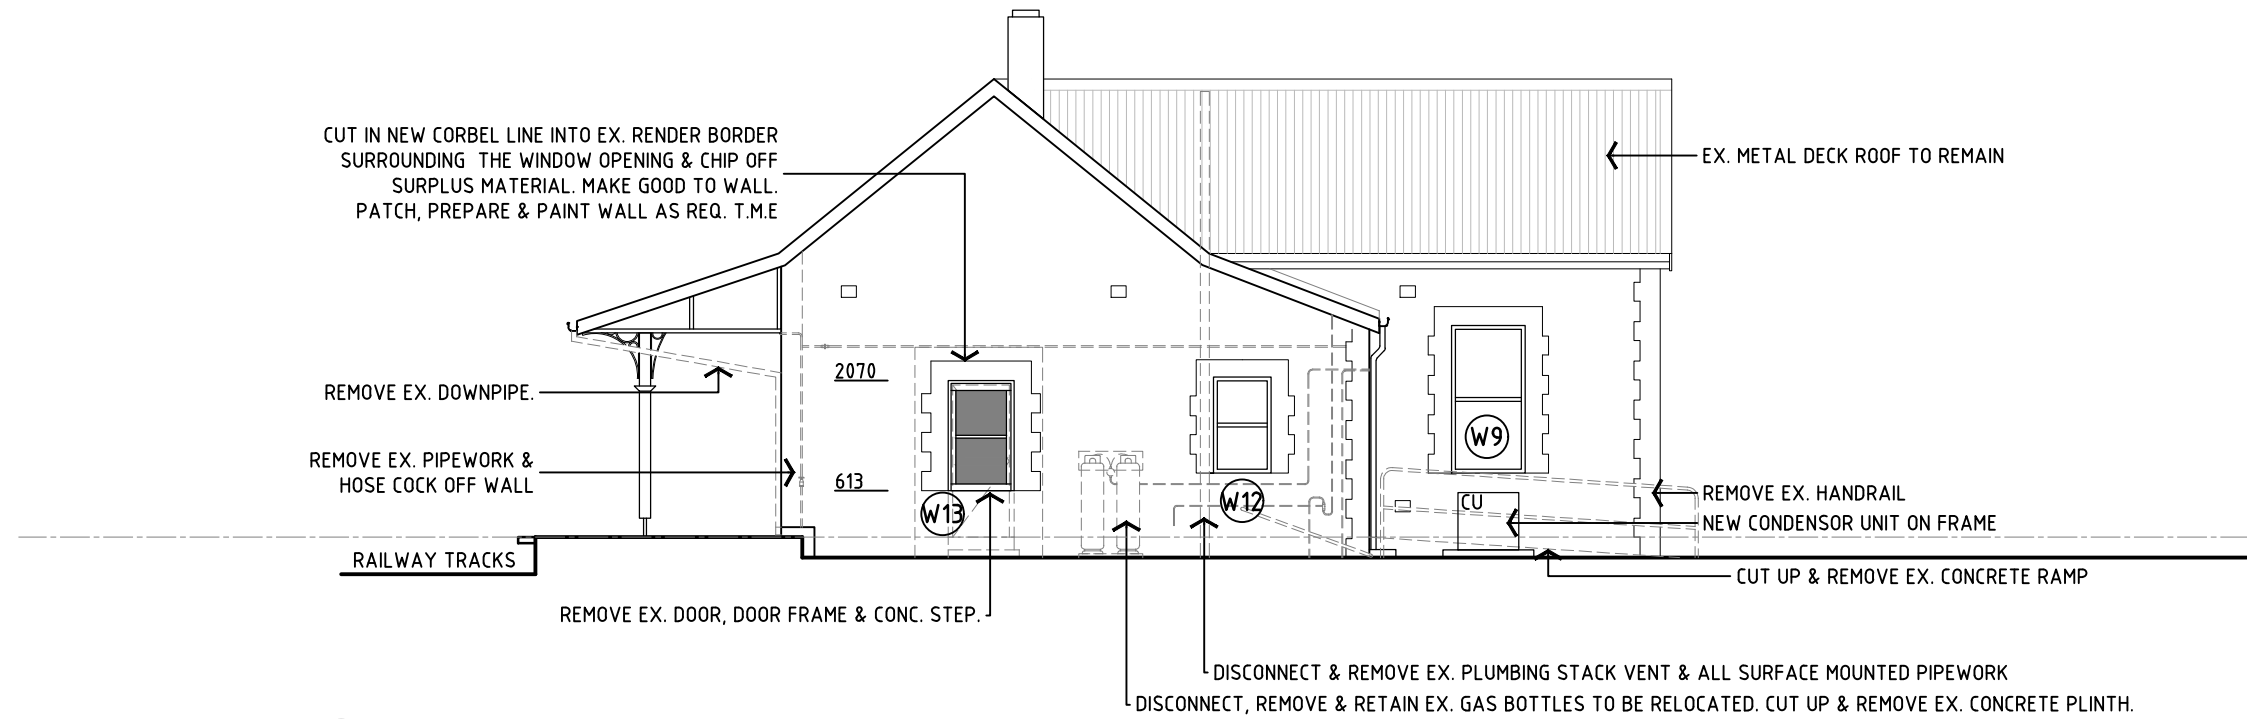 CUT IN NEW CORBEL LINE INTO EX. RENDER BORDER
SURROUNDING THE WINDOW OPENING & CHIP OFF
SURPLUS MATERIAL. MAKE GOOD TO WALL.
PATCH, PREPARE & PAINT WALL AS REQ. T.M.E
EX. METAL DECK ROOF TO REMAIN
2070
REMOVE EX. DOWNPIPE.
W9
REMOVE EX. PIPEWORK &
HOSE COCK OFF WALL
613
W13
W12
CU
REMOVE EX. HANDRAIL
NEW CONDENSOR UNIT ON FRAME
RAILWAY TRACKS
CUT UP & REMOVE EX. CONCRETE RAMP
REMOVE EX. DOOR, DOOR FRAME & CONC. STEP.
DISCONNECT & REMOVE EX. PLUMBING STACK VENT & ALL SURFACE MOUNTED PIPEWORK
DISCONNECT, REMOVE & RETAIN EX. GAS BOTTLES TO BE RELOCATED. CUT UP & REMOVE EX. CONCRETE PLINTH.